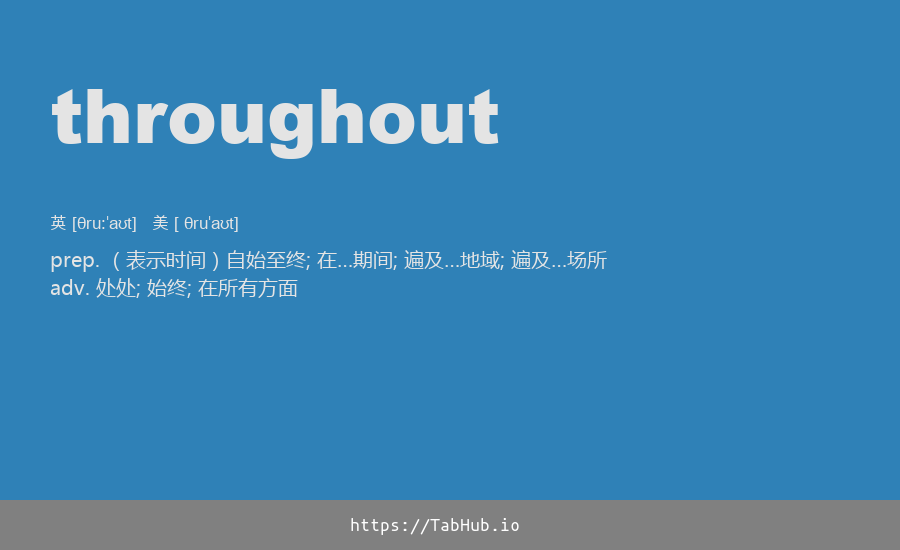 throughout
英 [θruːˈaʊt] 美 [ θruˈaʊt]
prep. （表示时间）自始至终; 在…期间; 遍及…地域; 遍及…场所
adv. 处处; 始终; 在所有方面
https://TabHub.io